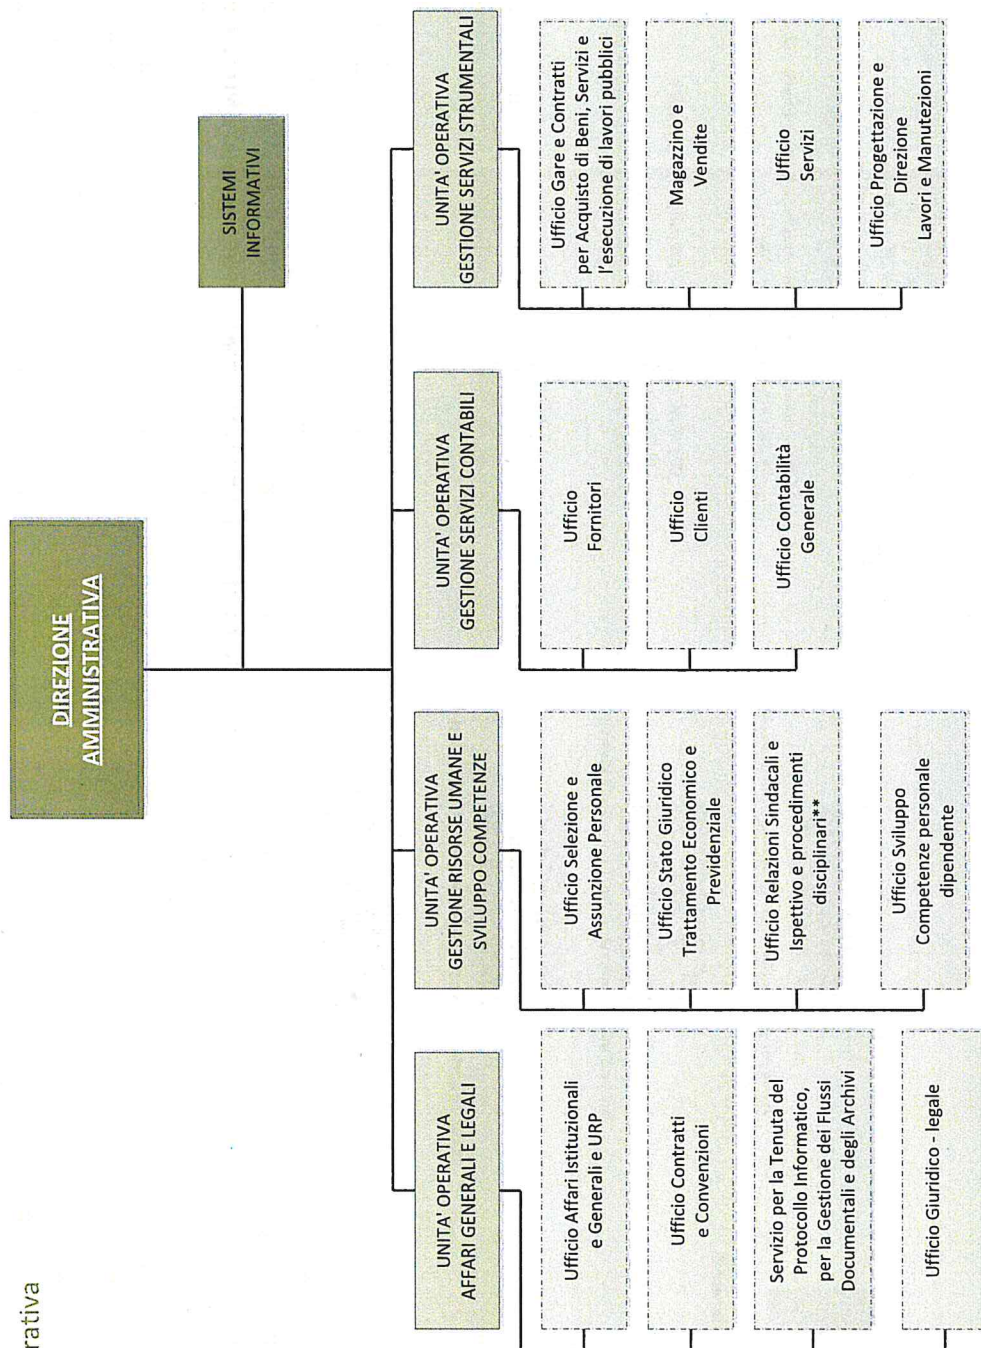 rativa
DIREZIONE
AMMINISTRATIVA
SISTEMI
INFORMATIVI
UNITA' OPERATIVA
AFFARI GENERALI E LEGALI
Ufficio Affari Istituzionali
e Generali e URP
Ufficio Contratti
e Convenzioni
Servizio per la Tenuta del
Protocollo Informatico,
per la Gestione dei Flussi
Documentali e degli Archivi
Ufficio Giuridico - legale
UNITA' OPERATIVA
GESTIONE RISORSE UMANE E
SVILUPPO COMPETENZE
Ufficio Selezione e
Assunzione Personale
Ufficio Stato Giuridico
Trattamento Economico e
Previdenziale
Ufficio Relazioni Sindacali e
Ispettivo e procedimenti
disciplinari**
Ufficio Sviluppo
Competenze personale
dipendente
UNITA' OPERATIVA
GESTIONE SERVIZI CONTABILI
Ufficio
Fornitori
Ufficio
Clienti
Ufficio Contabilità
Generale
UNITA' OPERATIVA
GESTIONE SERVIZI STRUMENTALI
Ufficio Gare e Contratti
per Acquisto di Beni, Servizi e
l'esecuzione di lavori pubblici
Magazzino e
Vendite
Ufficio
Servizi
Ufficio Progettazione e
Direzione
Lavori e Manutezioni